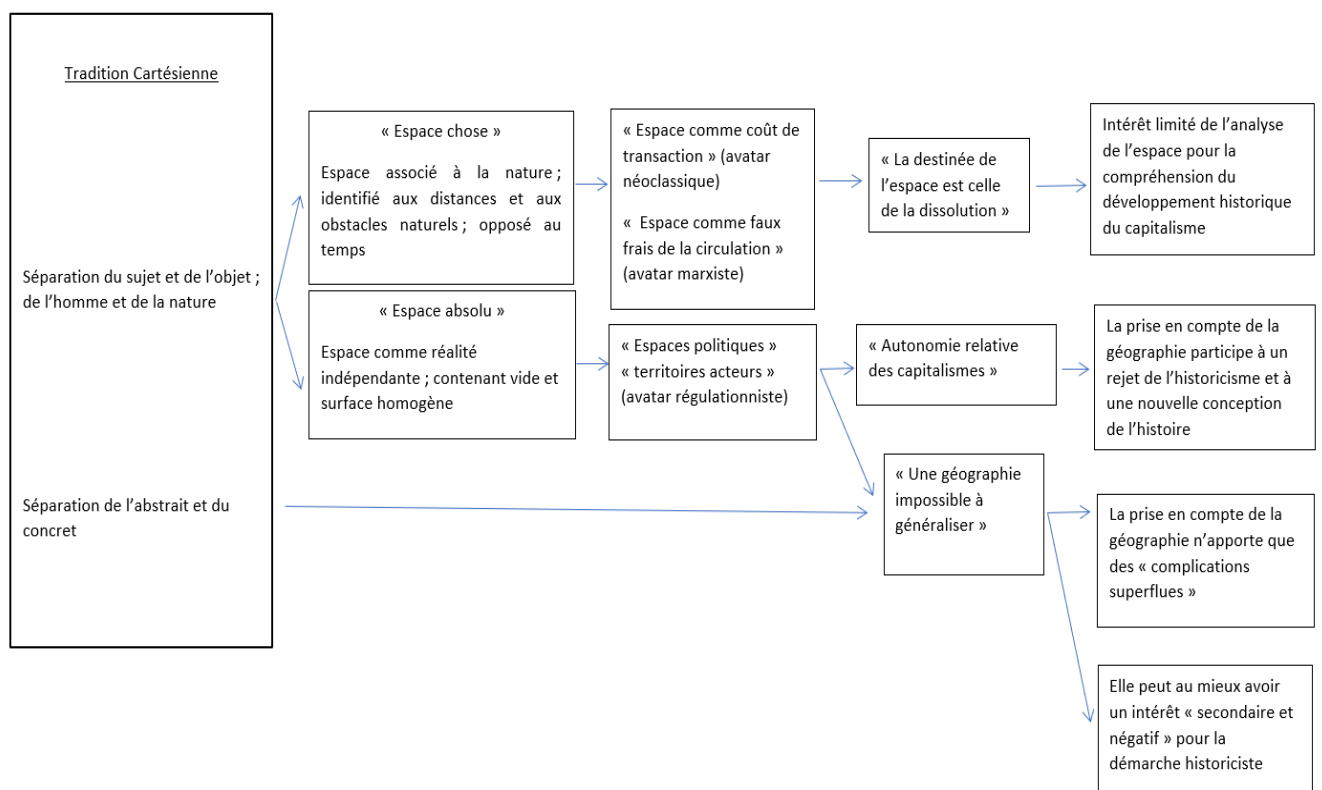 Tradition Cartésienne
Séparation du sujet et de l’objet ;
de l’homme et de la nature
Séparation de l’abstrait et du
concret
« Espace chose »
Espace associé à la nature ;
identifié aux distances et aux
obstacles naturels ; opposé au
temps
« Espace absolu »
Espace comme réalité
indépendante ; contenant vide et
surface homogène
« Espace comme coût de
transaction » (avatar
néoclassique)
« Espace comme faux
frais de la circulation »
(avatar marxiste)
« Espaces politiques »
« territoires acteurs »
(avatar régulationniste)
« La destinée de
l’espace est celle
de la dissolution »
« Autonomie relative
des capitalismes »
« Une géographie
impossible à
généraliser »
Intérêt limité de l’analyse
de l’espace pour la
compréhension du
développement historique
du capitalisme
La prise en compte de la
géographie participe à un
rejet de l’historicisme et à
une nouvelle conception
de l’histoire
La prise en compte de la
géographie n’apporte que
des « complications
superflues »
Elle peut au mieux avoir
un intérêt « secondaire et
négatif » pour la
démarche historiciste